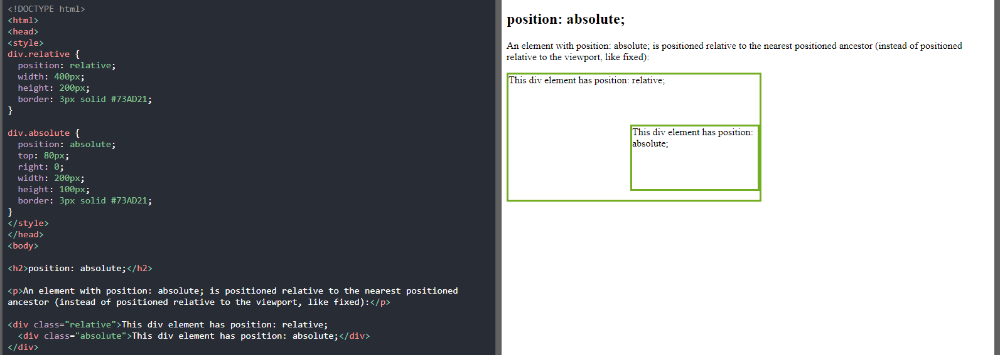 <!DOCTYPE html>
<html>
<head>
<style>
div.relative {
  position: relative;
  width: 400px;
  height: 200px;
  border: 3px solid #73AD21;
}

div.absolute {
  position: absolute;
  top: 80px;
  right: 0;
  width: 200px;
  height: 100px;
  border: 3px solid #73AD21;
}
</style>
</head>
<body>

<h2>position: absolute;</h2>

<p>An element with position: absolute; is positioned relative to the nearest positioned
ancestor (instead of positioned relative to the viewport, like fixed):</p>

<div class="relative">This div element has position: relative;
  <div class="absolute">This div element has position: absolute;</div>
</div>
position: absolute;
An element with position: absolute; is positioned relative to the nearest positioned ancestor (instead of positioned
relative to the viewport, like fixed):
This div element has position: relative;
This div element has position:
absolute;